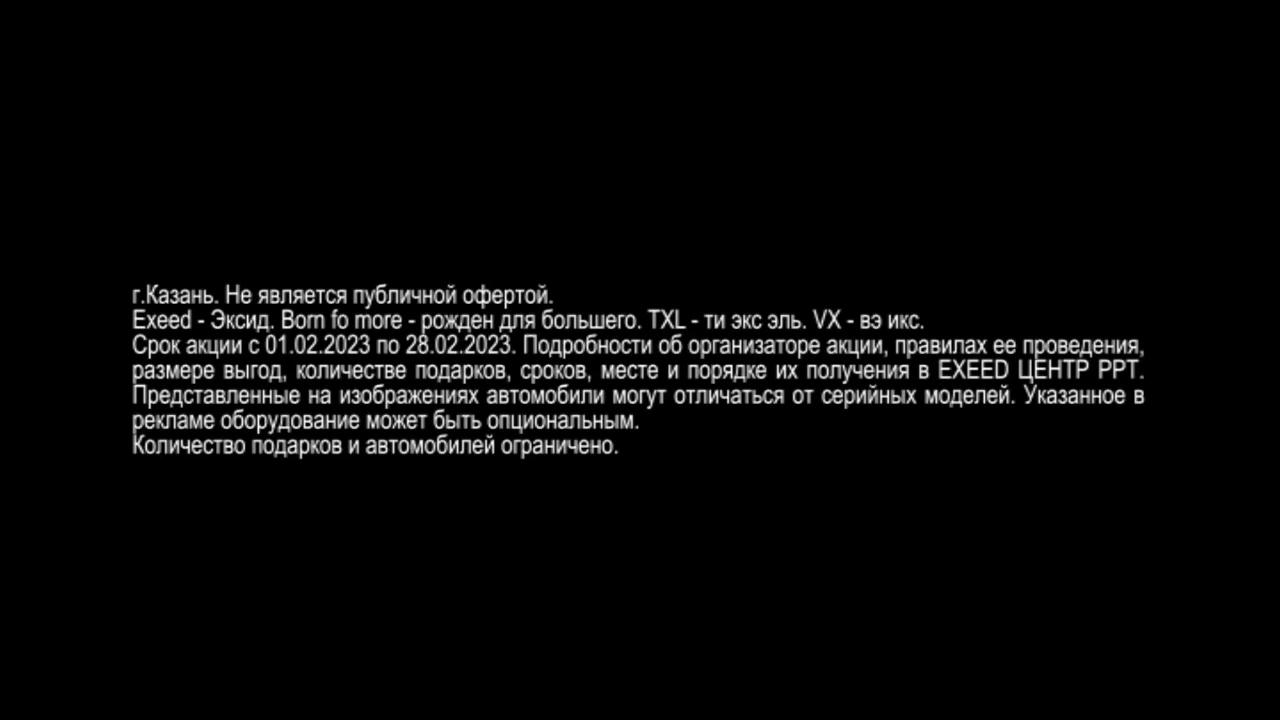 г.Казань. Не является публичной офертой.
Exeed - Эксид. Born fo more - рожден для большего. TXL - ти экс эль. VX - вэ икс.
Срок акции с 01.02.2023 по 28.02.2023. Подробности об организаторе акции, правилах ее проведения,
размере выгод, количестве подарков, сроков, месте и порядке их получения в EXEED ЦЕНТР РРТ.
Представленные на изображениях автомобили могут отличаться от серийных моделей. Указанное в
рекламе оборудование может быть опциональным.
Количество подарков и автомобилей ограничено.